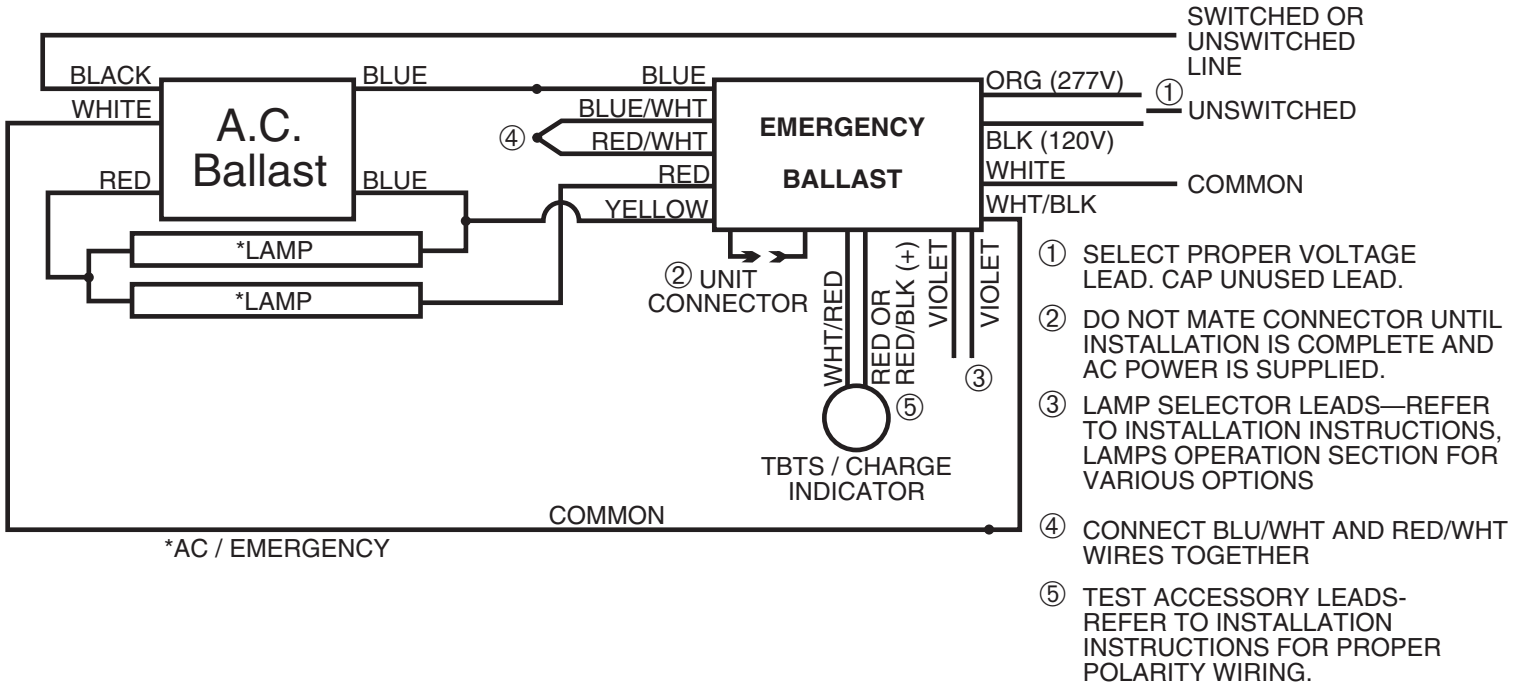 SWITCHED OR
UNSWITCHED
LINE
BLACK
BLUE
BLUE
ORG (277V)
①
WHITE
BLUE/WHT
UNSWITCHED
A.C.
Ballast
④
EMERGENCY
BALLAST
RED/WHT
BLK (120V)
RED
BLUE
RED
WHITE
COMMON
YELLOW
WHT/BLK
*LAMP
*LAMP
② UNIT
CONNECTOR
WHT/RED
RED OR
RED/BLK (+)
VIOLET
VIOLET
③
⑤
TBTS / CHARGE
INDICATOR
COMMON
*AC / EMERGENCY
① SELECT PROPER VOLTAGE
LEAD. CAP UNUSED LEAD.
② DO NOT MATE CONNECTOR UNTIL
INSTALLATION IS COMPLETE AND
AC POWER IS SUPPLIED.
③ LAMP SELECTOR LEADS—REFER
TO INSTALLATION INSTRUCTIONS,
LAMPS OPERATION SECTION FOR
VARIOUS OPTIONS
④ CONNECT BLU/WHT AND RED/WHT
WIRES TOGETHER
⑤ TEST ACCESSORY LEADS-
REFER TO INSTALLATION
INSTRUCTIONS FOR PROPER
POLARITY WIRING.